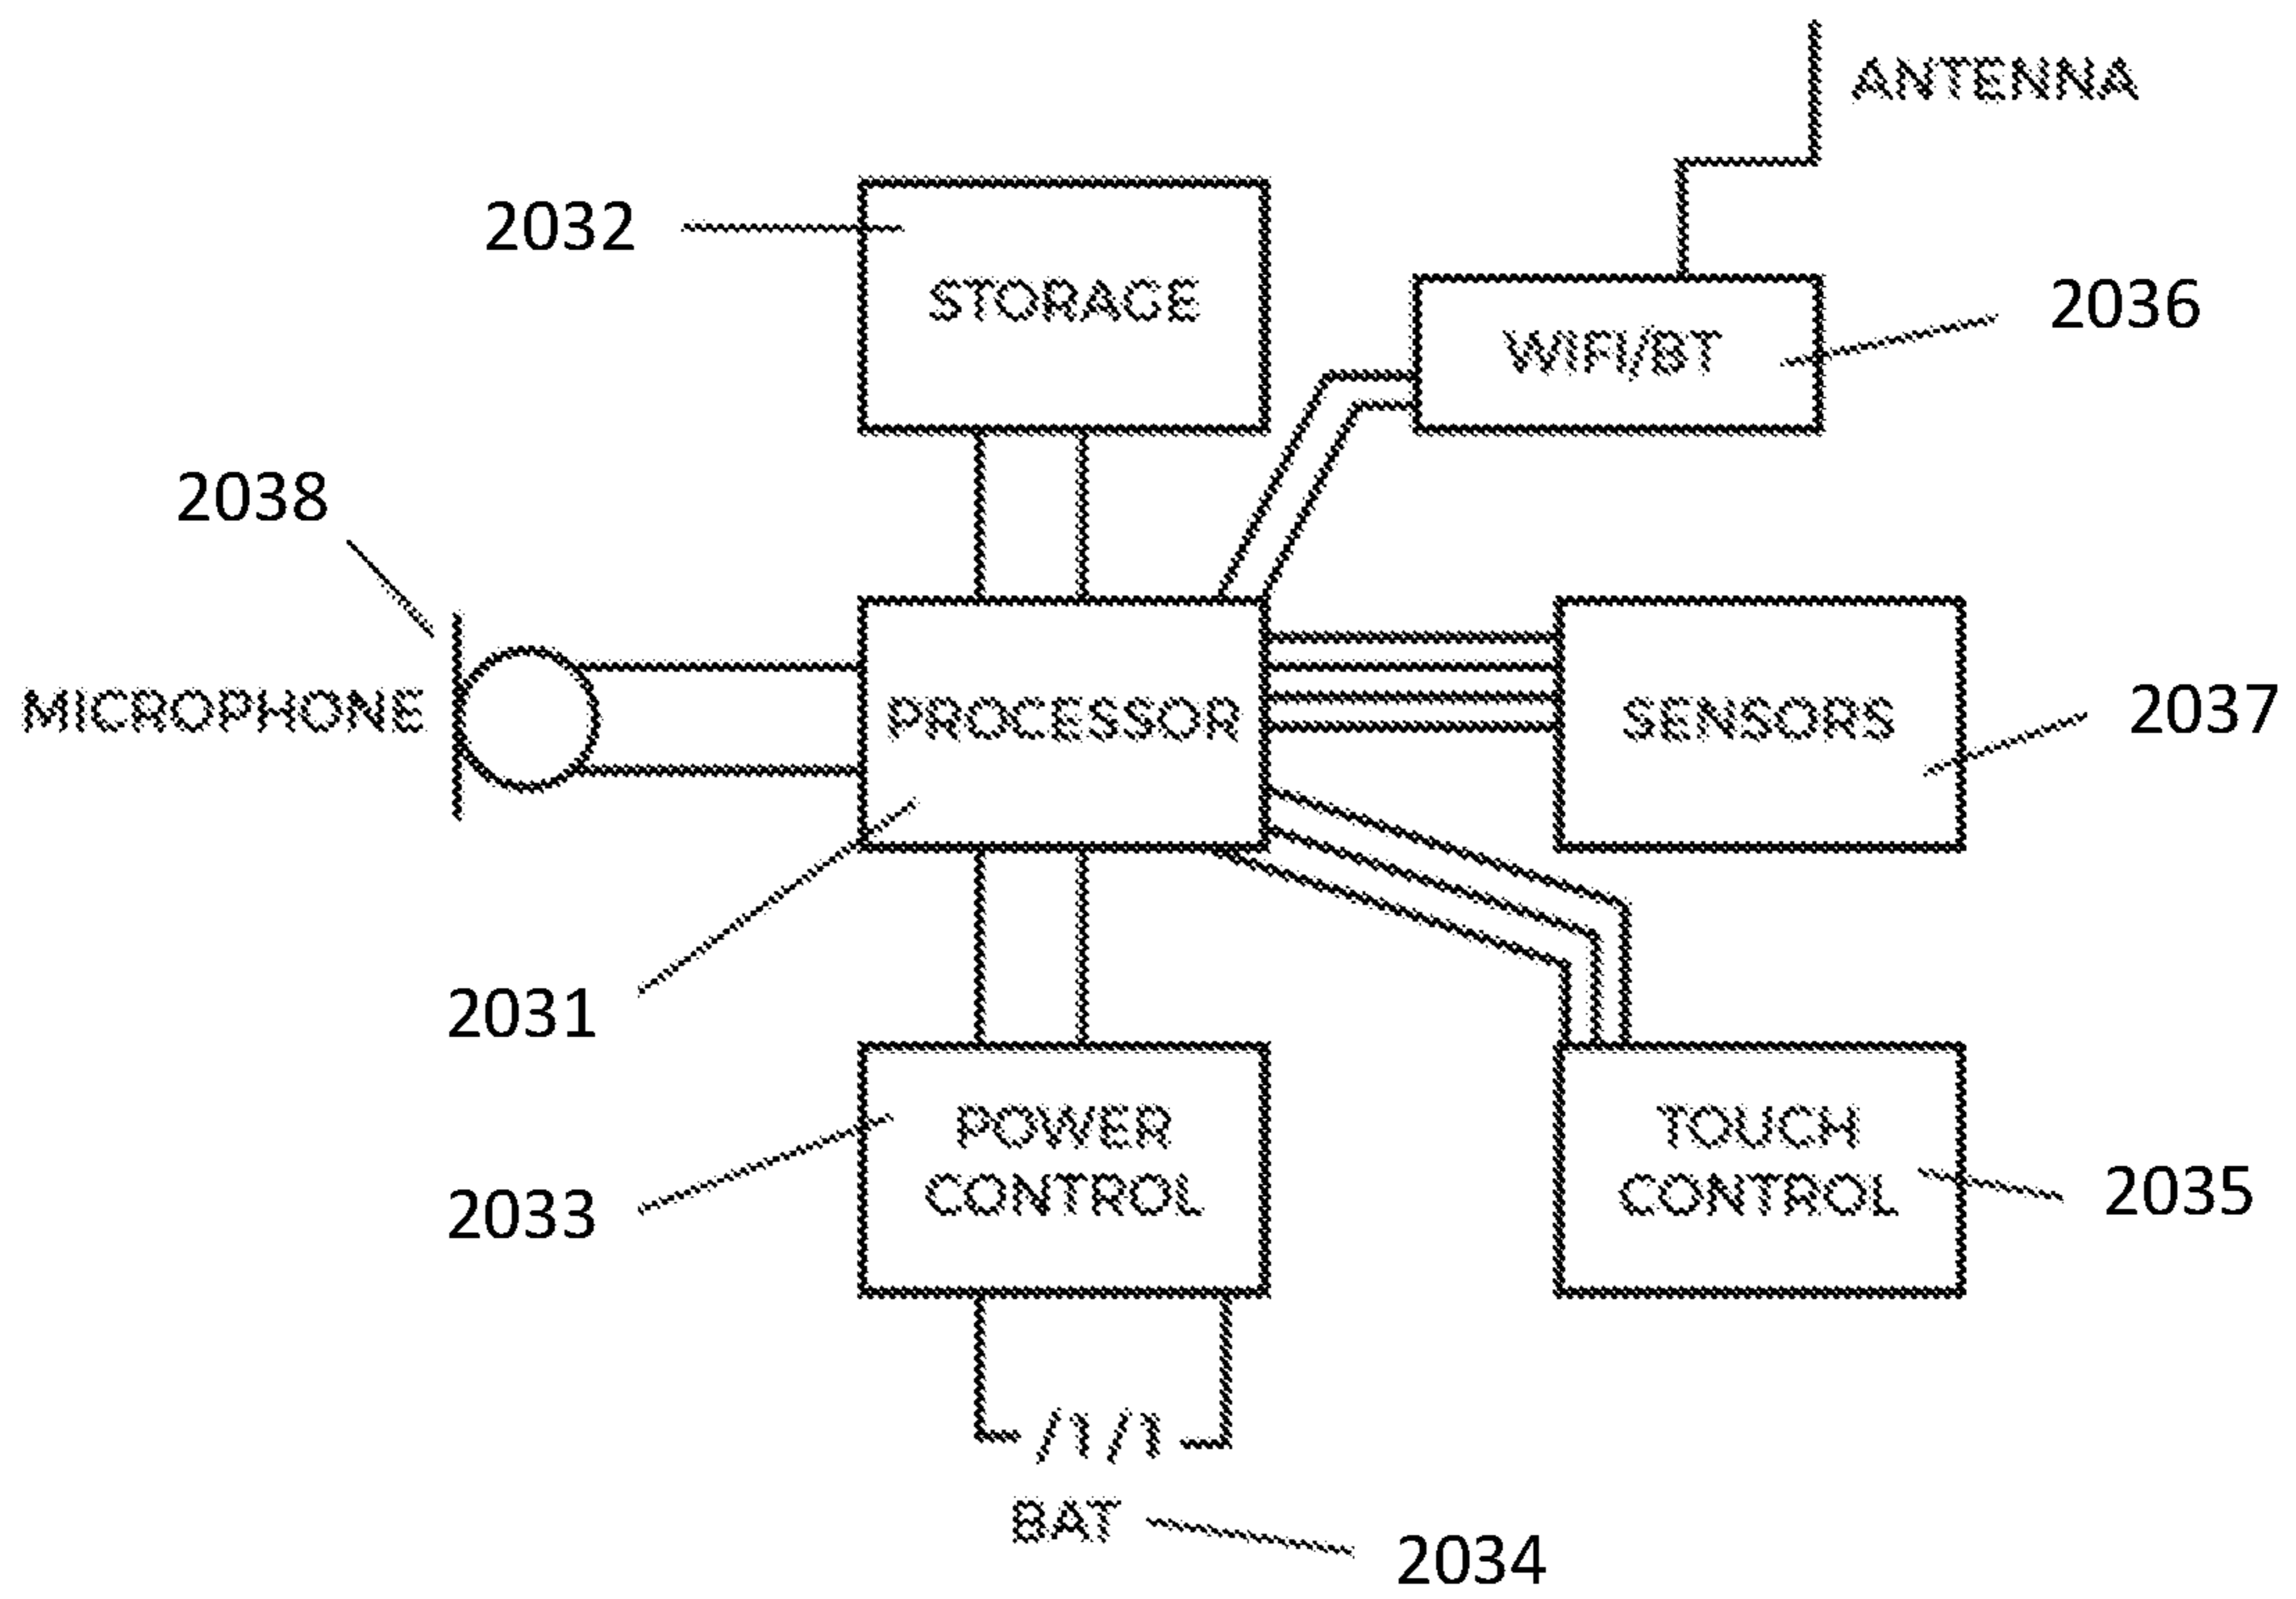 ANTENNA
2032
STORAGE
2036
WIFI/BT
2038
MICROPHONE
PROCESSOR
SENSORS
2037
2031
POWER
CONTROL
2033
TOUCH
CONTROL
2035
BAT
2034